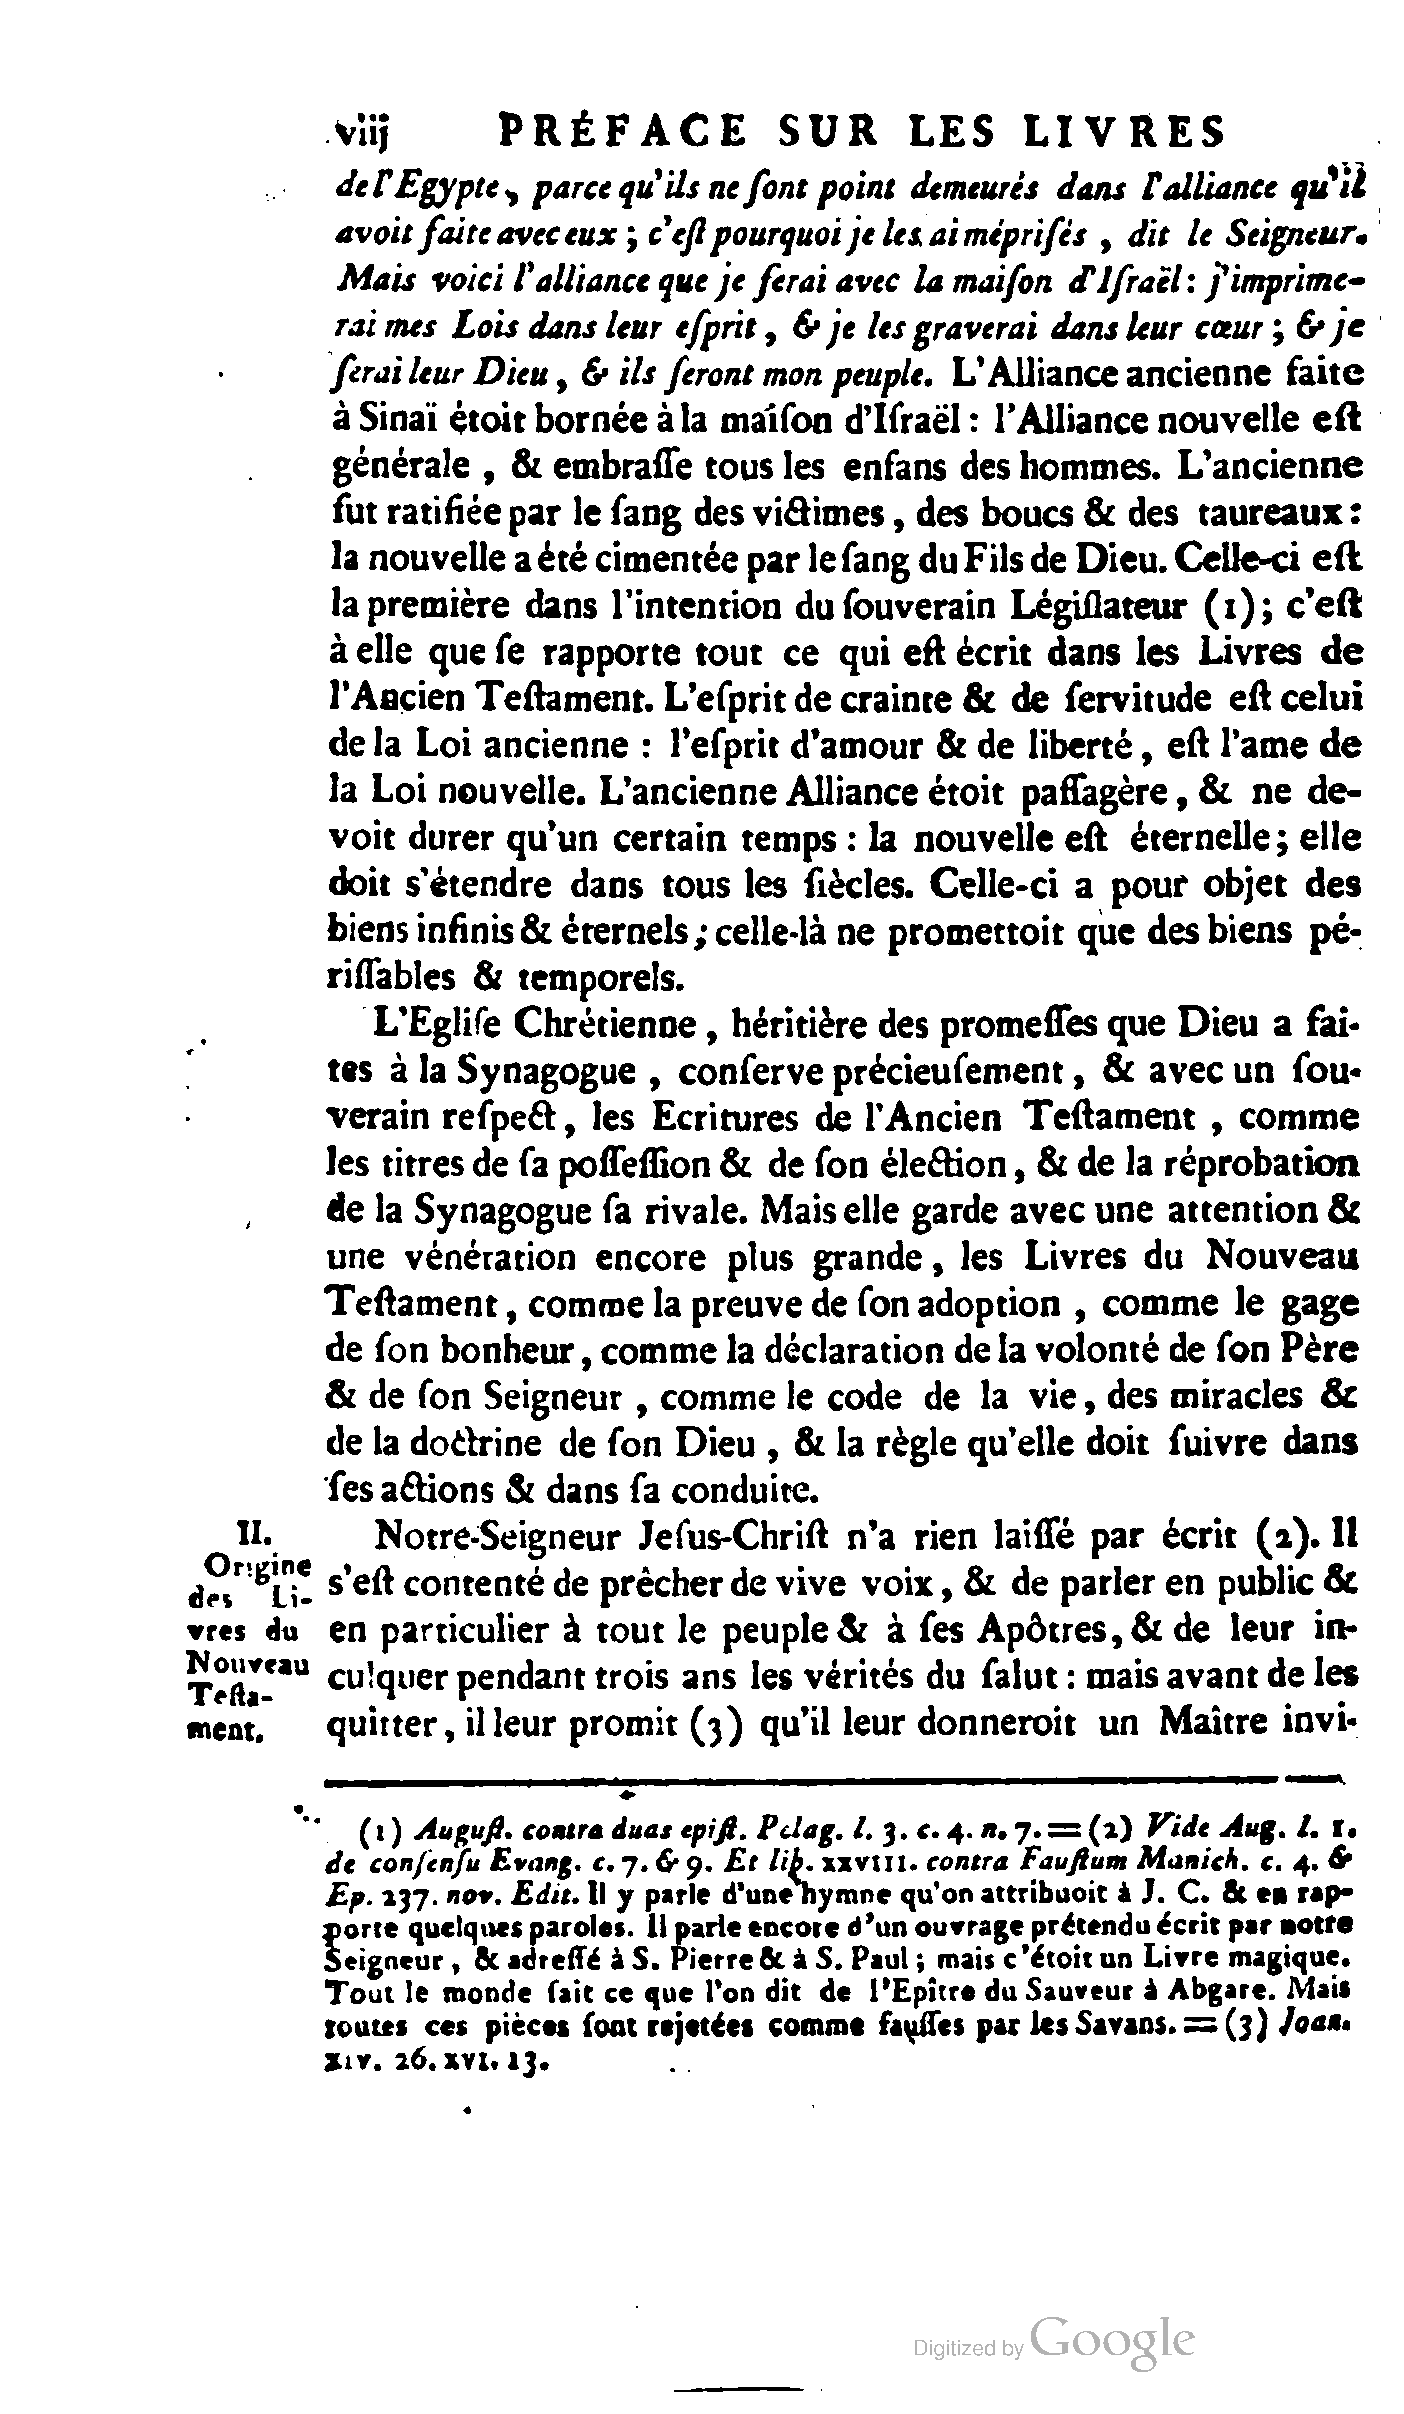 viij PRÉFACE SUR LES LIVRES
de l'Egypte, parce qu'ils ne ſont point demeurés dans l'alliance qu'il
avoit faite avec eux ; c'eſt pourquoi je les ai mépriſés , dit le Seigneur.
Mais voici l'alliance que je ferai avec la maiſon d'Iſraël : j'imprime-
rai mes Lois dans leur eſprit , & je les graverai dans leur cœur ; & je
ſerai leur Dieu , & ils ſeront mon peuple. L'Alliance ancienne faite
à Sinaï étoit bornée à la maiſon d'Iſraël : l'Alliance nouvelle eſt
générale , & embraſſe tous les enfans des hommes. L'ancienne
fut ratifiée par le ſang des victimes , des boucs & des taureaux :
la nouvelle a été cimentée par le ſang du Fils de Dieu. Celle-ci eſt
la première dans l'intention du ſouverain Légiſlateur (1) ; c'eſt
à elle que ſe rapporte tout ce qui eſt écrit dans les Livres de
l'Ancien Teſtament. L'eſprit de crainte & de ſervitude eſt celui
de la Loi ancienne : l'eſprit d'amour & de liberté , eſt l'ame de
la Loi nouvelle. L'ancienne Alliance étoit paſſagère , & ne de-
voit durer qu'un certain temps : la nouvelle eſt éternelle ; elle
doit s'étendre dans tous les ſiècles. Celle-ci a pour objet des
biens infinis & éternels ; celle-là ne promettoit que des biens pé-
riſſables & temporels.
L'Egliſe Chrétienne , héritière des promeſſes que Dieu a fai-
tes à la Synagogue , conſerve précieuſement , & avec un ſou-
verain reſpect , les Ecritures de l'Ancien Teſtament , comme
les titres de ſa poſſeſſion & de ſon élection , & de la réprobation
de la Synagogue ſa rivale. Mais elle garde avec une attention &
une vénération encore plus grande , les Livres du Nouveau
Teſtament , comme la preuve de ſon adoption , comme le gage
de ſon bonheur , comme la déclaration de la volonté de ſon Père
& de ſon Seigneur , comme le code de la vie , des miracles &
de la doctrine de ſon Dieu , & la règle qu'elle doit ſuivre dans
ſes actions & dans ſa conduite.
II.
Origine
des Li-
vres du
Nouveau
Teſta-
ment.
Notre-Seigneur Jeſus-Chriſt n'a rien laiſſé par écrit (2). Il
s'eſt contenté de prêcher de vive voix , & de parler en public &
en particulier à tout le peuple & à ſes Apôtres , & de leur in-
culquer pendant trois ans les vérités du ſalut : mais avant de les
quitter , il leur promit (3) qu'il leur donneroit un Maître invi-
(1) Auguſt. contra duas epiſt. Pelag. l. 3. c. 4. n. 7. = (2) Vide Aug. l. 1.
de conſenſu Evang. c. 7. & 9. Et lib. XXVIII. contra Fauſtum Manich. c. 4. &
Ep. 237. nov. Edit. Il y parle d'une hymne qu'on attribuoit à J. C. & en rap-
porte quelques paroles. Il parle encore d'un ouvrage prétendu écrit par notre
Seigneur , & adreſſé à S. Pierre & à S. Paul ; mais c'étoit un Livre magique.
Tout le monde ſait ce que l'on dit de l'Epître du Sauveur à Abgare. Mais
toutes ces pièces ſont rejetées comme fauſſes par les Savans. = (3) Joan.
XIV. 26. XVI. 13.
Digitized by Google